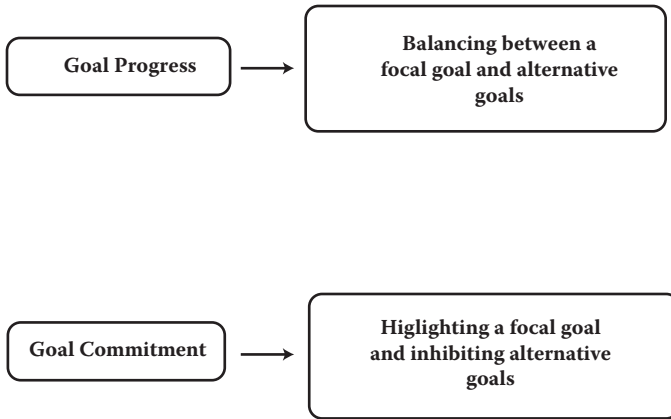 Goal Progress
Balancing between a
focal goal and alternative
goals
Goal Commitment
Higlighting a focal goal
and inhibiting alternative
goals